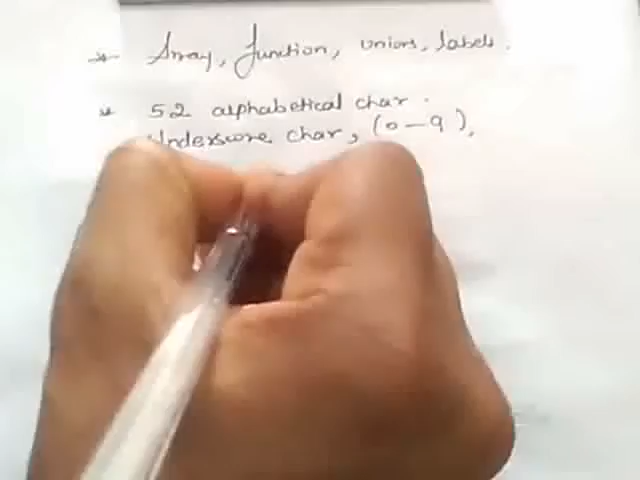 * Array, function, unions, labels.
* 52 alphabetical char.
Underscore char, (0-9),